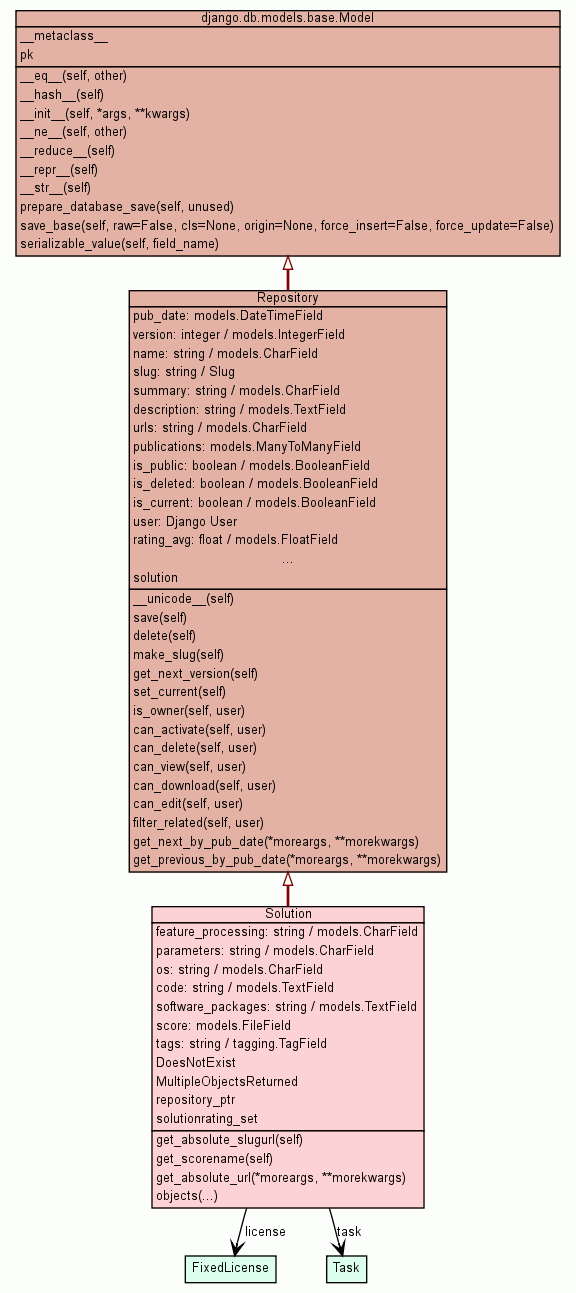 django.db.models.base.Model
__metaclass__
pk
__eq__(self, other)
__hash__(self)
__init__(self, *args, **kwargs)
__ne__(self, other)
__reduce__(self)
__repr__(self)
__str__(self)
prepare_database_save(self, unused)
save_base(self, raw=False, cls=None, origin=None, force_insert=False, force_update=False)
serializable_value(self, field_name)
Repository
pub_date: models.DateTimeField
version: integer / models.IntegerField
name: string / models.CharField
slug: string / Slug
summary: string / models.CharField
description: string / models.TextField
urls: string / models.CharField
publications: models.ManyToManyField
is_public: boolean / models.BooleanField
is_deleted: boolean / models.BooleanField
is_current: boolean / models.BooleanField
user: Django User
rating_avg: float / models.FloatField
...
solution
__unicode__(self)
save(self)
delete(self)
make_slug(self)
get_next_version(self)
set_current(self)
is_owner(self, user)
can_activate(self, user)
can_delete(self, user)
can_view(self, user)
can_download(self, user)
can_edit(self, user)
filter_related(self, user)
get_next_by_pub_date(*moreargs, **morekwargs)
get_previous_by_pub_date(*moreargs, **morekwargs)
Solution
feature_processing: string / models.CharField
parameters: string / models.CharField
os: string / models.CharField
code: string / models.TextField
software_packages: string / models.TextField
score: models.FileField
tags: string / tagging.TagField
DoesNotExist
MultipleObjectsReturned
repository_ptr
solutionrating_set
get_absolute_slugurl(self)
get_scorename(self)
get_absolute_url(*moreargs, **morekwargs)
objects(...)
license
task
FixedLicense
Task